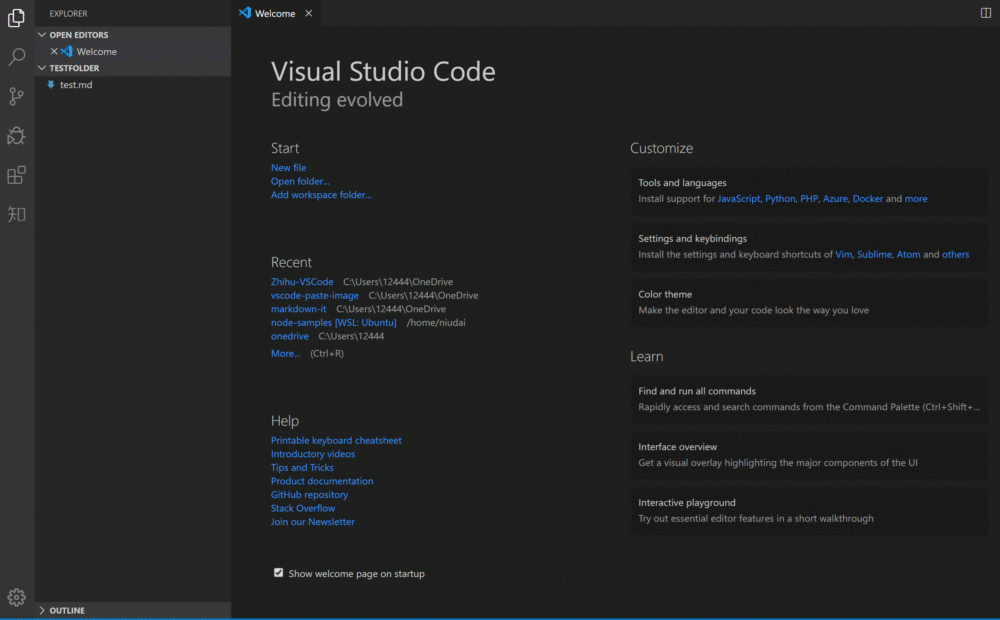 EXPLORER
OPEN EDITORS
Welcome
TESTFOLDER
test.md
知
OUTLINE
Welcome
Visual Studio Code
Editing evolved
Start
New file
Open folder...
Add workspace folder...
Recent
Zhihu-VSCode C:\Users\12444\OneDrive
vscode-paste-image C:\Users\12444\OneDrive
markdown-it C:\Users\12444\OneDrive
node-samples [WSL: Ubuntu] /home/niudai
onedrive C:\Users\12444
More... (Ctrl+R)
Help
Printable keyboard cheatsheet
Introductory videos
Tips and Tricks
Product documentation
GitHub repository
Stack Overflow
Join our Newsletter
Show welcome page on startup
Customize
Tools and languages
Install support for JavaScript, Python, PHP, Azure, Docker and more
Settings and keybindings
Install the settings and keyboard shortcuts of Vim, Sublime, Atom and others
Color theme
Make the editor and your code look the way you love
Learn
Find and run all commands
Rapidly access and search commands from the Command Palette (Ctrl+Shift+...
Interface overview
Get a visual overlay highlighting the major components of the UI
Interactive playground
Try out essential editor features in a short walkthrough